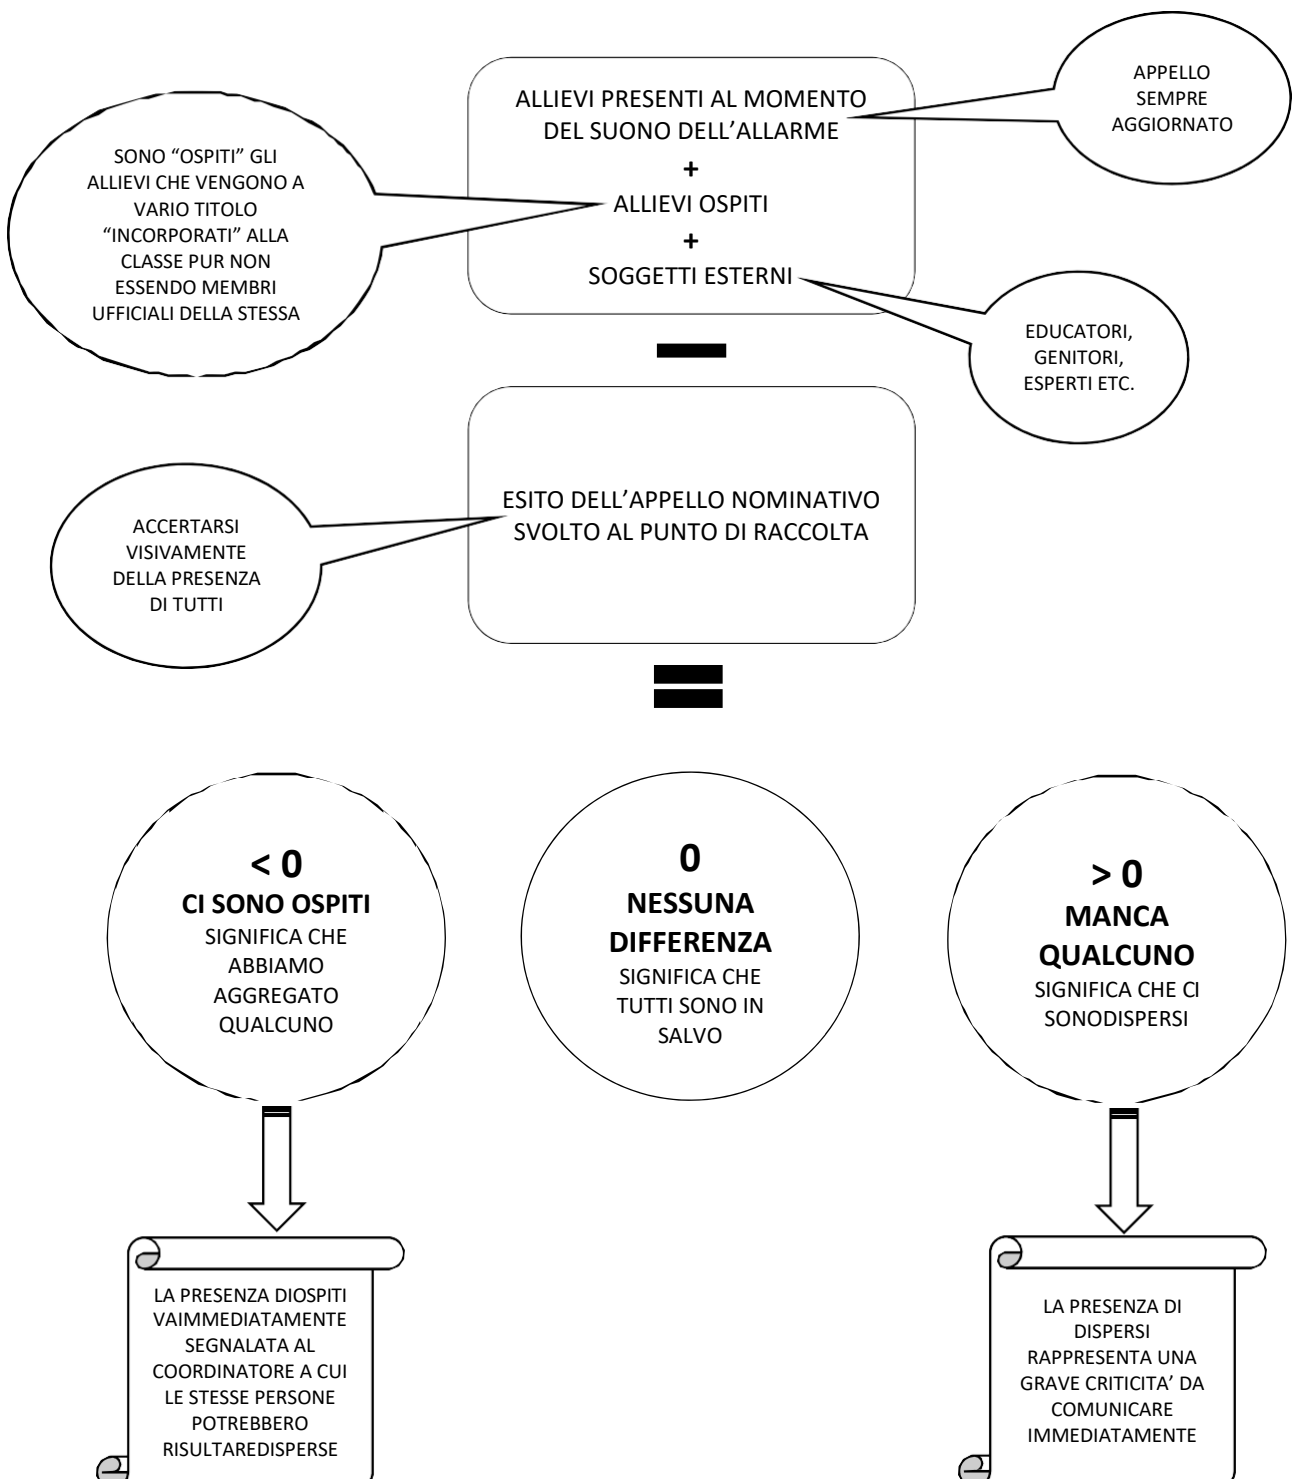 APPELLO
SEMPRE
AGGIORNATO
ALLIEVI PRESENTI AL MOMENTO
DEL SUONO DELL’ALLARME
+
ALLIEVI OSPITI
+
SOGGETTI ESTERNI
SONO “OSPITI” GLI
ALLIEVI CHE VENGONO A
VARIO TITOLO
“INCORPORATI” ALLA
CLASSE PUR NON
ESSENDO MEMBRI
UFFICIALI DELLA STESSA
EDUCATORI,
GENITORI,
ESPERTI ETC.
ESITO DELL’APPELLO NOMINATIVO
SVOLTO AL PUNTO DI RACCOLTA
ACCERTARSI
VISIVAMENTE
DELLA PRESENZA
DI TUTTI
< 0
CI SONO OSPITI
SIGNIFICA CHE
ABBIAMO
AGGREGATO
QUALCUNO
0
NESSUNA
DIFFERENZA
SIGNIFICA CHE
TUTTI SONO IN
SALVO
> 0
MANCA
QUALCUNO
SIGNIFICA CHE CI
SONODISPERSI
LA PRESENZA DIOSPITI
VAIMMEDIATAMENTE
SEGNALATA AL
COORDINATORE A CUI
LE STESSE PERSONE
POTREBBERO
RISULTAREDISPERSE
LA PRESENZA DI
DISPERSI
RAPPRESENTA UNA
GRAVE CRITICITA’ DA
COMUNICARE
IMMEDIATAMENTE